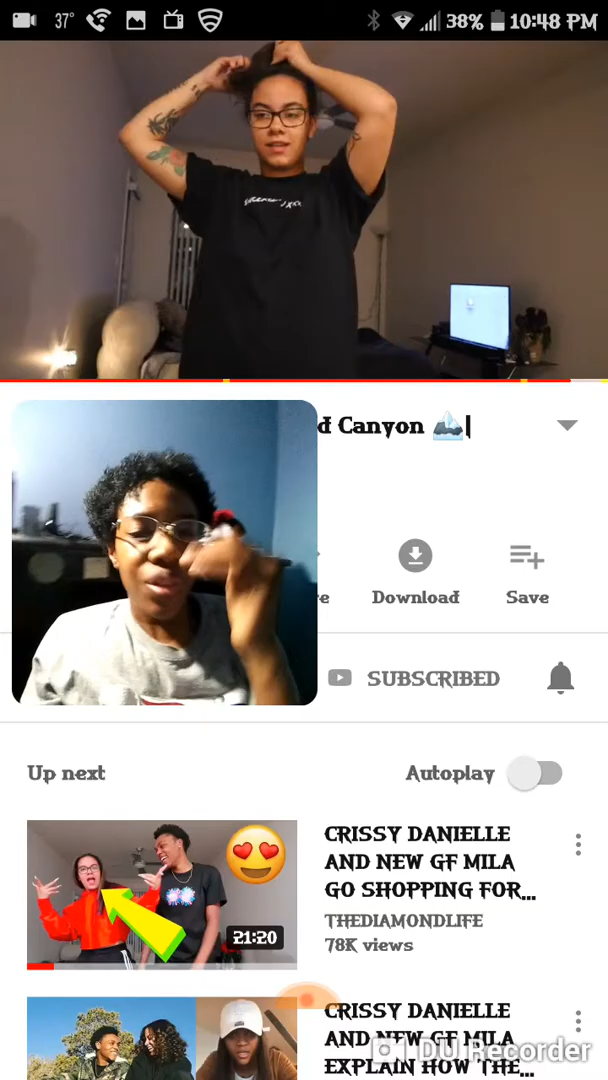 37° 38% 10:48 PM
d Canyon 🏔️|
re Download Save
SUBSCRIBED
Up next Autoplay
CRISSY DANIELLE
AND NEW GF MILA
GO SHOPPING FOR...
THEDIAMONDLIFE
78K views
21:20
CRISSY DANIELLE
AND NEW GF MILA
EXPLAIN HOW THE...
DU Recorder